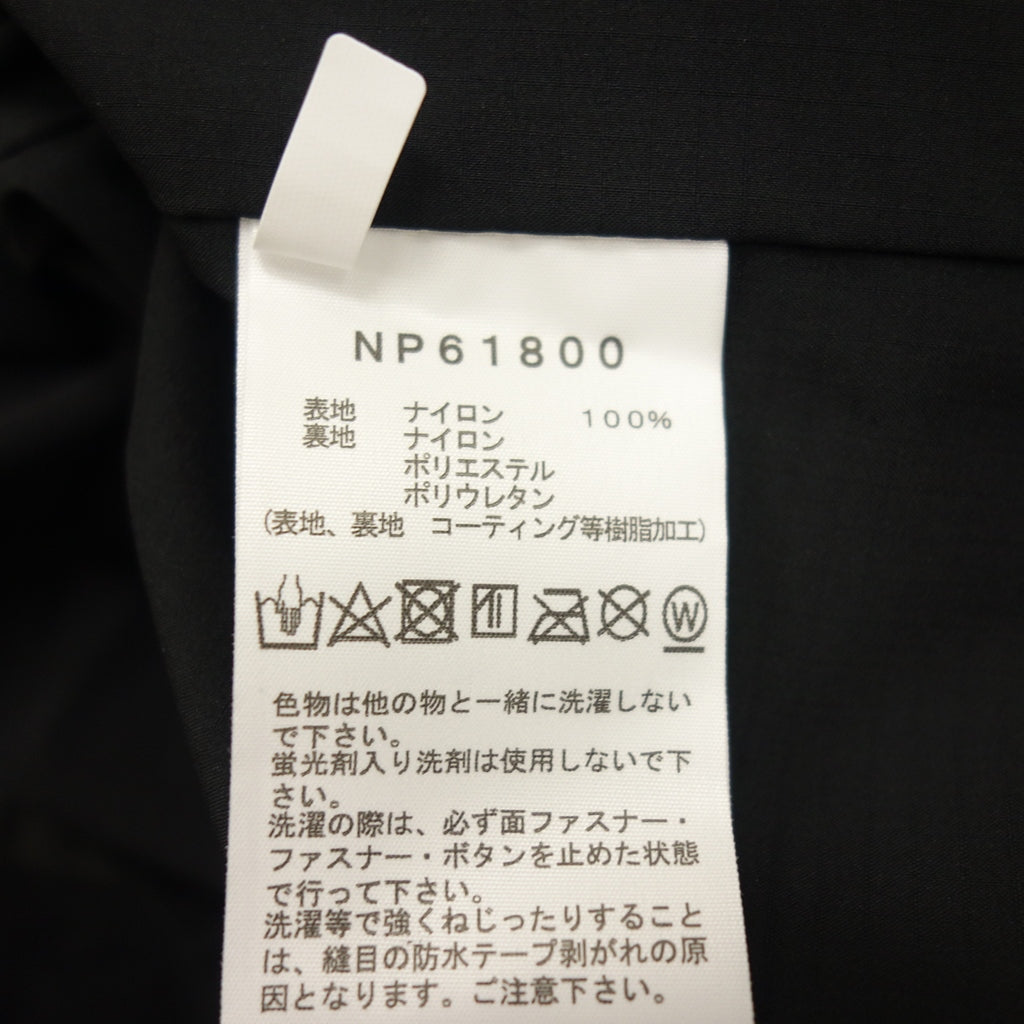 NP61800
表地 ナイロン 100%
裏地 ナイロン
ポリエステル
ポリウレタン
(表地、裏地 コーティング等樹脂加工)
W
色物は他の物と一緒に洗濯しない
で下さい。
蛍光剤入り洗剤は使用しないで下
さい。
洗濯の際は、必ず面ファスナー・
ファスナー・ボタンを止めた状態
で行って下さい。
洗濯等で強くねじったりすること
は、縫目の防水テープ剥がれの原
因となります。ご注意下さい。